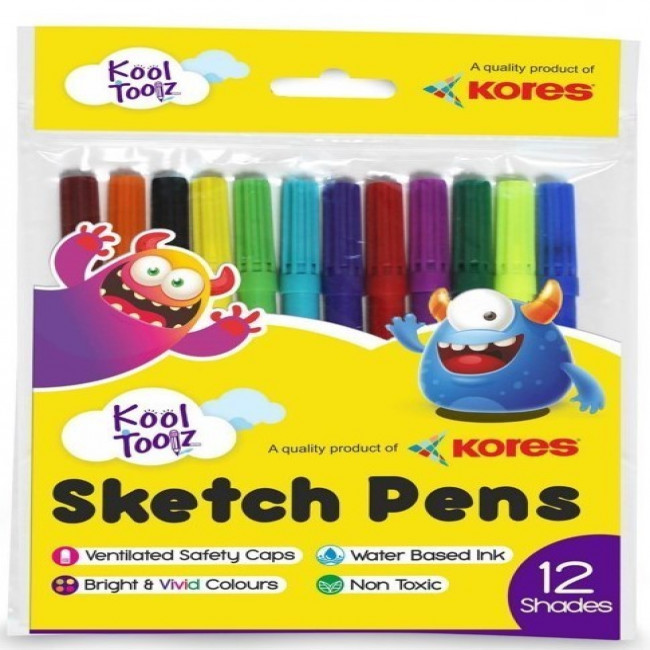 Kool
Toolz
A quality product of
KORES
Kool
Toolz
A quality product of
KORES
Sketch Pens
Ventilated Safety Caps
Water Based Ink
Bright & Vivid Colours
Non Toxic
12
Shades